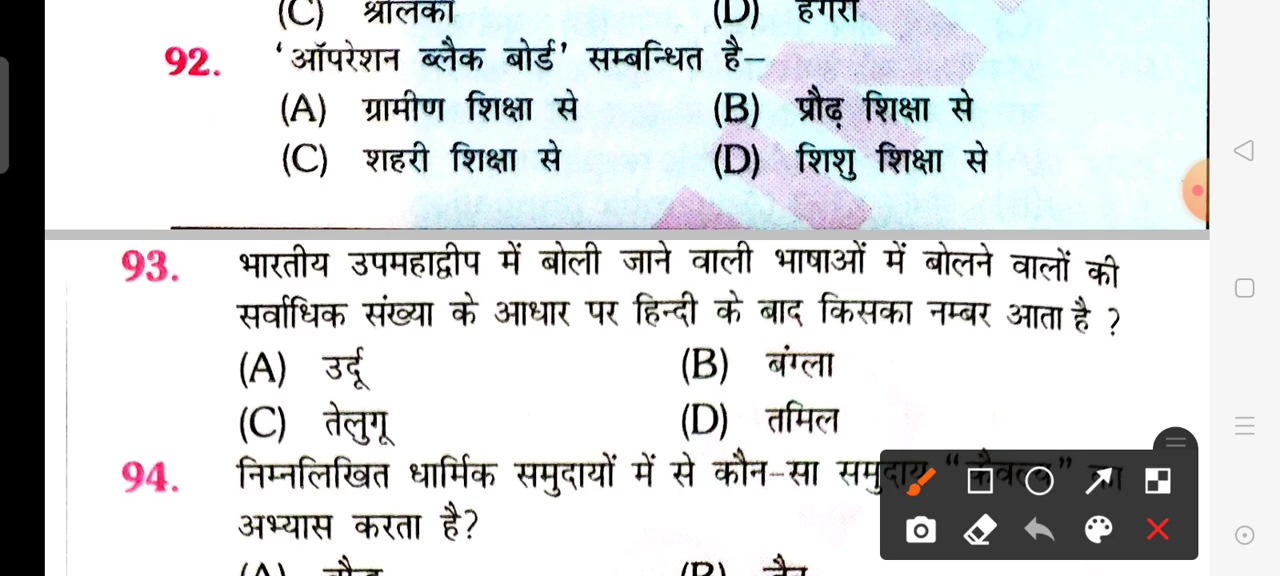 (C) श्रीलंका (D) हंगरी
92. ‘ऑपरेशन ब्लैक बोर्ड’ सम्बन्धित है–
(A) ग्रामीण शिक्षा से (B) प्रौढ़ शिक्षा से
(C) शहरी शिक्षा से (D) शिशु शिक्षा से
93. भारतीय उपमहाद्वीप में बोली जाने वाली भाषाओं में बोलने वालों की
सर्वाधिक संख्या के आधार पर हिन्दी के बाद किसका नम्बर आता है ?
(A) उर्दू (B) बंग्ला
(C) तेलुगू (D) तमिल
94. निम्नलिखित धार्मिक समुदायों में से कौन-सा समुदाय “कैवल्य” का
अभ्यास करता है?
(A) बौद्ध (B) जैन